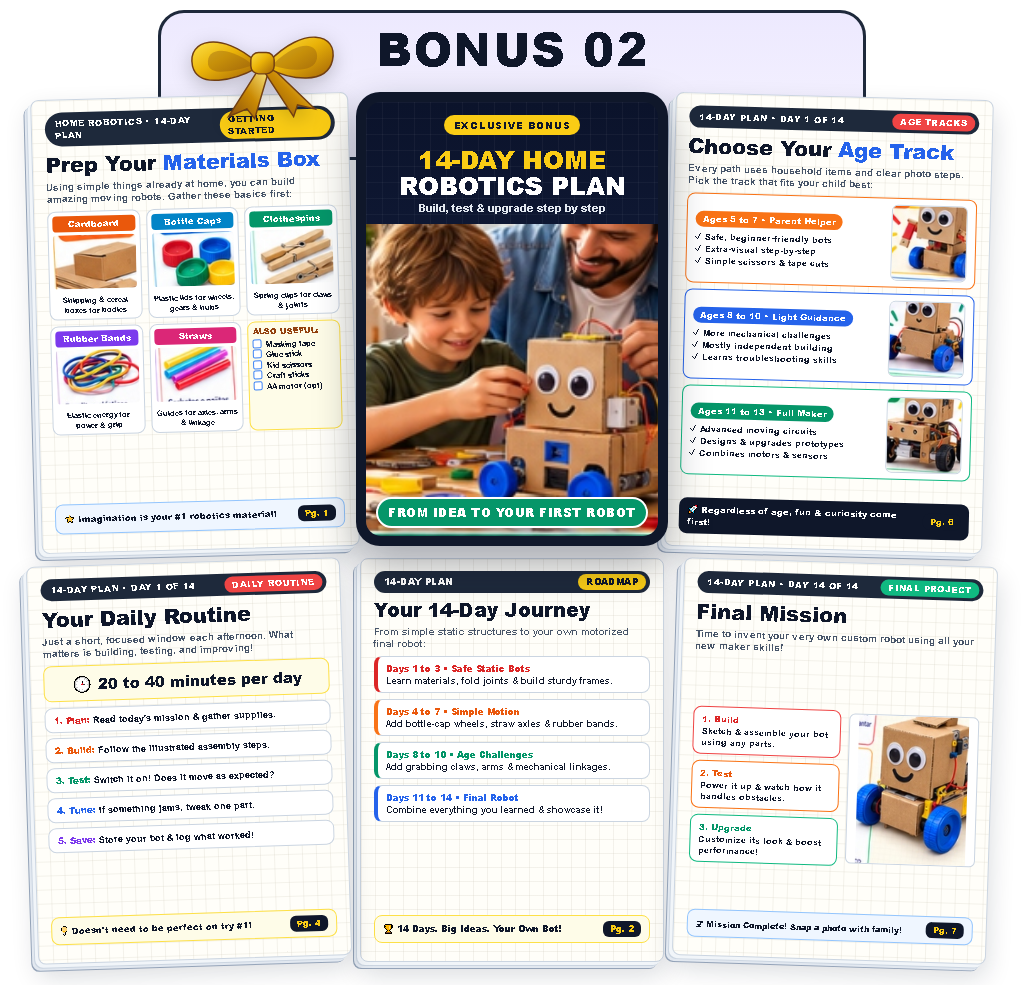 BONUS 02
HOME ROBOTICS • 14-DAY
PLAN
GETTING
STARTED
Prep Your Materials Box
Using simple things already at home, you can build
amazing moving robots. Gather these basics first:
Cardboard
Shipping & cereal
boxes for bodies
Bottle Caps
Plastic lids for wheels,
gears & hubs
Clothespins
Spring clips for claws
& joints
Rubber Bands
Elastic energy for
power & grip
Straws
Guides for axles, arms
& linkage
ALSO USEFUL:
Masking tape
Glue stick
Kid scissors
Craft sticks
AA motor (opt)
Imagination is your #1 robotics material!
Pg. 1
EXCLUSIVE BONUS
14-DAY HOME
ROBOTICS PLAN
Build, test & upgrade step by step
FROM IDEA TO YOUR FIRST ROBOT
14-DAY PLAN • DAY 1 OF 14
AGE TRACKS
Choose Your Age Track
Every path uses household items and clear photo steps.
Pick the track that fits your child best:
Ages 5 to 7 • Parent Helper
✓ Safe, beginner-friendly bots
✓ Extra-visual step-by-step
✓ Simple scissors & tape cuts
Ages 8 to 10 • Light Guidance
✓ More mechanical challenges
✓ Mostly independent building
✓ Learns troubleshooting skills
Ages 11 to 13 • Full Maker
✓ Advanced moving circuits
✓ Designs & upgrades prototypes
✓ Combines motors & sensors
Regardless of age, fun & curiosity come
first!
Pg. 6
14-DAY PLAN • DAY 1 OF 14
DAILY ROUTINE
Your Daily Routine
Just a short, focused window each afternoon. What
matters is building, testing, and improving!
20 to 40 minutes per day
1. Plan: Read today's mission & gather supplies.
2. Build: Follow the illustrated assembly steps.
3. Test: Switch it on! Does it move as expected?
4. Tune: If something jams, tweak one part.
5. Save: Store your bot & log what worked!
Doesn't need to be perfect on try #1!
Pg. 4
14-DAY PLAN
ROADMAP
Your 14-Day Journey
From simple static structures to your own motorized
final robot:
Days 1 to 3 • Safe Static Bots
Learn materials, fold joints & build sturdy frames.
Days 4 to 7 • Simple Motion
Add bottle-cap wheels, straw axles & rubber bands.
Days 8 to 10 • Age Challenges
Add grabbing claws, arms & mechanical linkages.
Days 11 to 14 • Final Robot
Combine everything you learned & showcase it!
14 Days. Big Ideas. Your Own Bot!
Pg. 2
14-DAY PLAN • DAY 14 OF 14
FINAL PROJECT
Final Mission
Time to invent your very own custom robot using all your
new maker skills!
1. Build
Sketch & assemble your bot
using any parts.
2. Test
Power it up & watch how it
handles obstacles.
3. Upgrade
Customize its look & boost
performance!
Mission Complete! Snap a photo with family!
Pg. 7